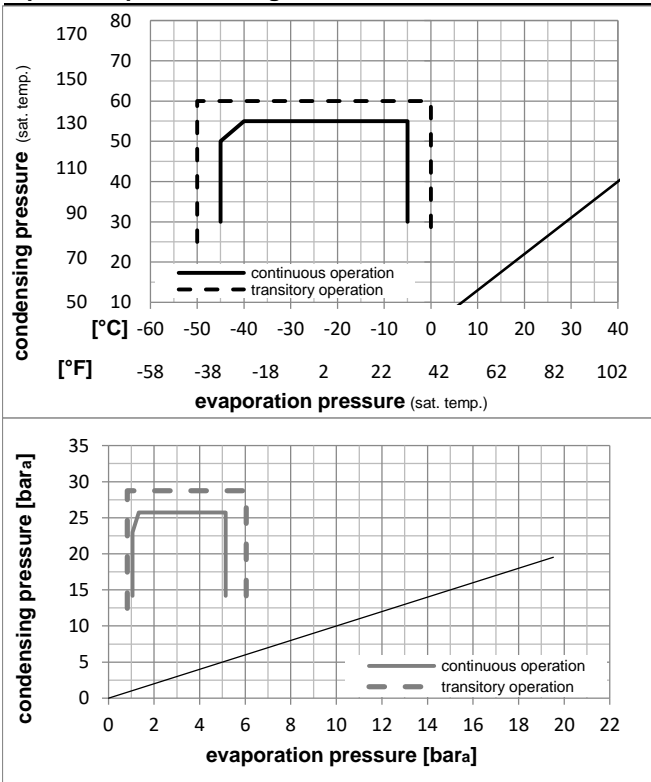 condensing pressure (sat. temp.)
80
170
70
150
60
130
50
110
40
90
30
70 20
50 10
continuous operation
transitory operation
[°C] -60 -50 -40 -30 -20 -10 0 10 20 30 40
[°F] -58 -38 -18 2 22 42 62 82 102
evaporation pressure (sat. temp.)
condensing pressure [bara]
35
30
25
20
15
10
5
0
continuous operation
transitory operation
0 2 4 6 8 10 12 14 16 18 20 22
evaporation pressure [bara]